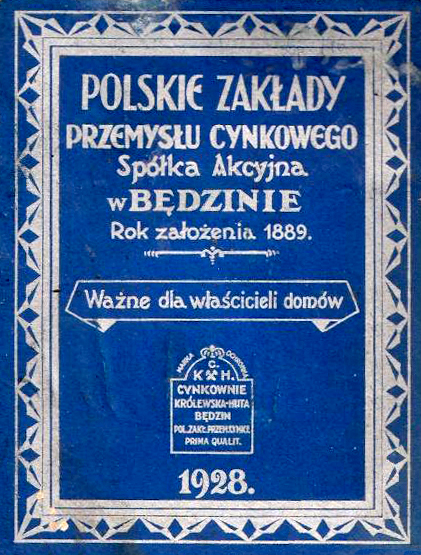 POLSKIE ZAKŁADY
PRZEMYSŁU CYNKOWEGO
Spółka Akcyjna
w BĘDZINIE
Rok założenia 1889.
Ważne dla właścicieli domów
MARKA OCHRONNA
C.
K H.
CYNKOWNIE
KRÓLEWSKA-HUTA
BĘDZIN
POL.ZAKŁ.PRZEM.CYNK.
PRIMA QUALIT.
1928.